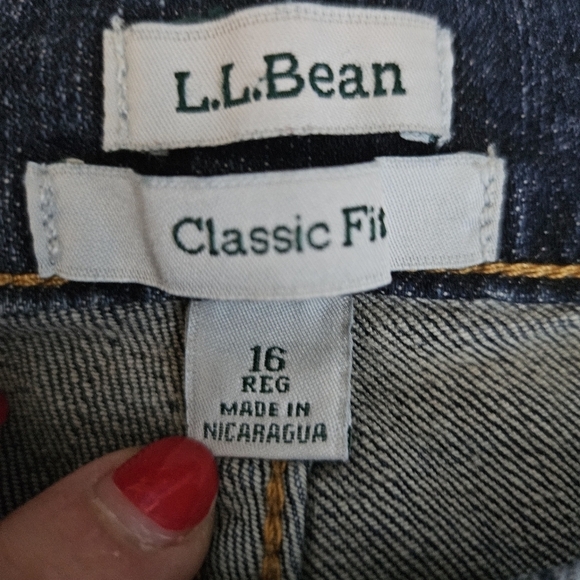 L.L.Bean
Classic Fit
16
REG
MADE IN
NICARAGUA